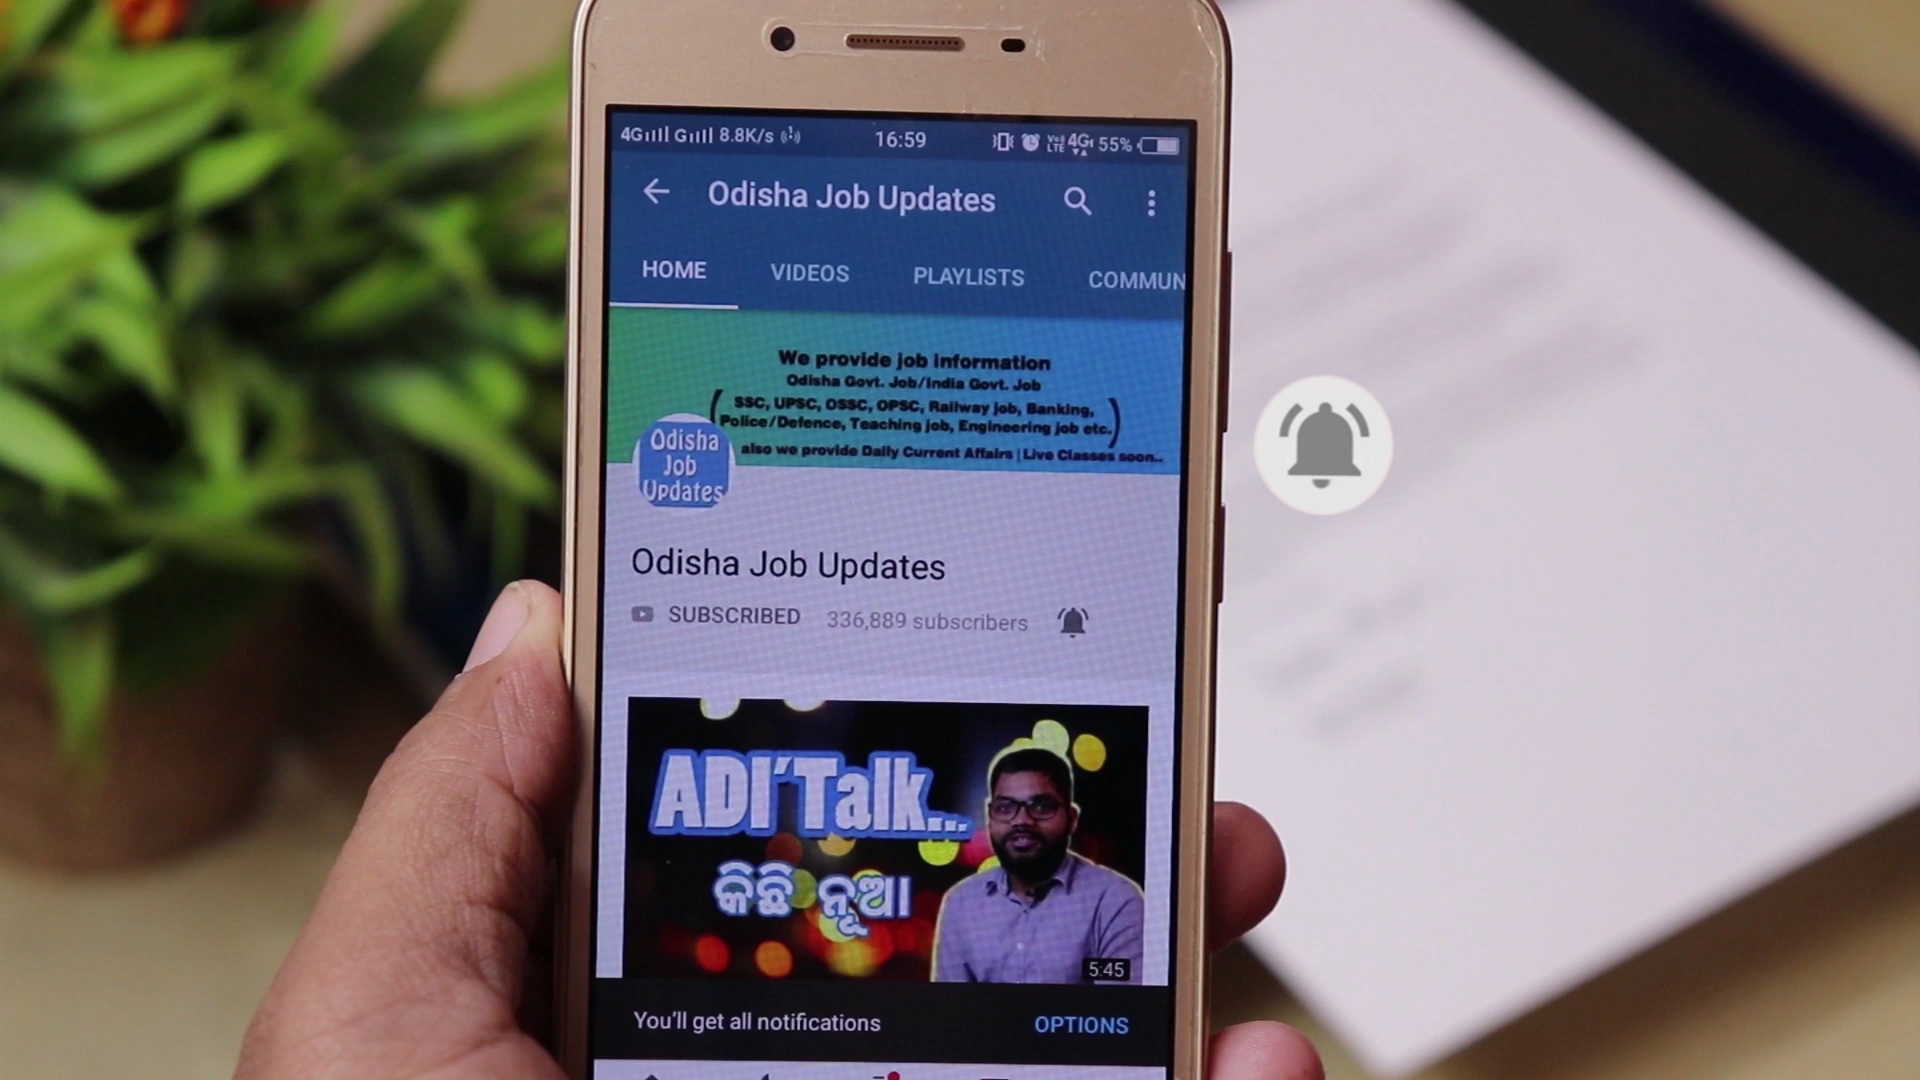 4G G 8.8K/s 16:59 VoI LTE 4G 55%
Odisha Job Updates
HOME VIDEOS PLAYLISTS COMMUN
We provide job information
Odisha Govt. Job/India Govt. Job
(SSC, UPSC, OSSC, OPSC, Railway job, Banking,
Police/Defence, Teaching job, Engineering job etc.)
also we provide Daily Current Affairs | Live Classes soon..
Odisha
Job
Updates
Odisha Job Updates
SUBSCRIBED 336,889 subscribers
ADI'Talk...
କିଛି ନୂଆ
5:45
You'll get all notifications OPTIONS